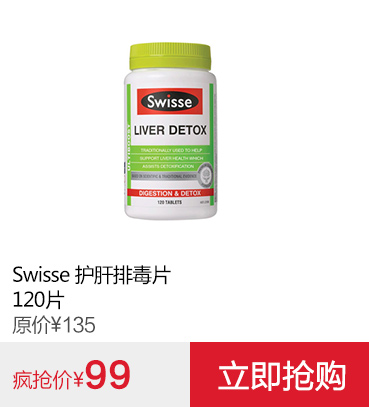 Swisse
LIVER DETOX
TRADITIONALLY USED TO HELP
SUPPORT LIVER HEALTH WHICH
ASSISTS DETOXIFICATION
DIGESTION & DETOX
120 TABLETS
Swisse 护肝排毒片
120片
原价¥135
疯抢价¥99
立即抢购